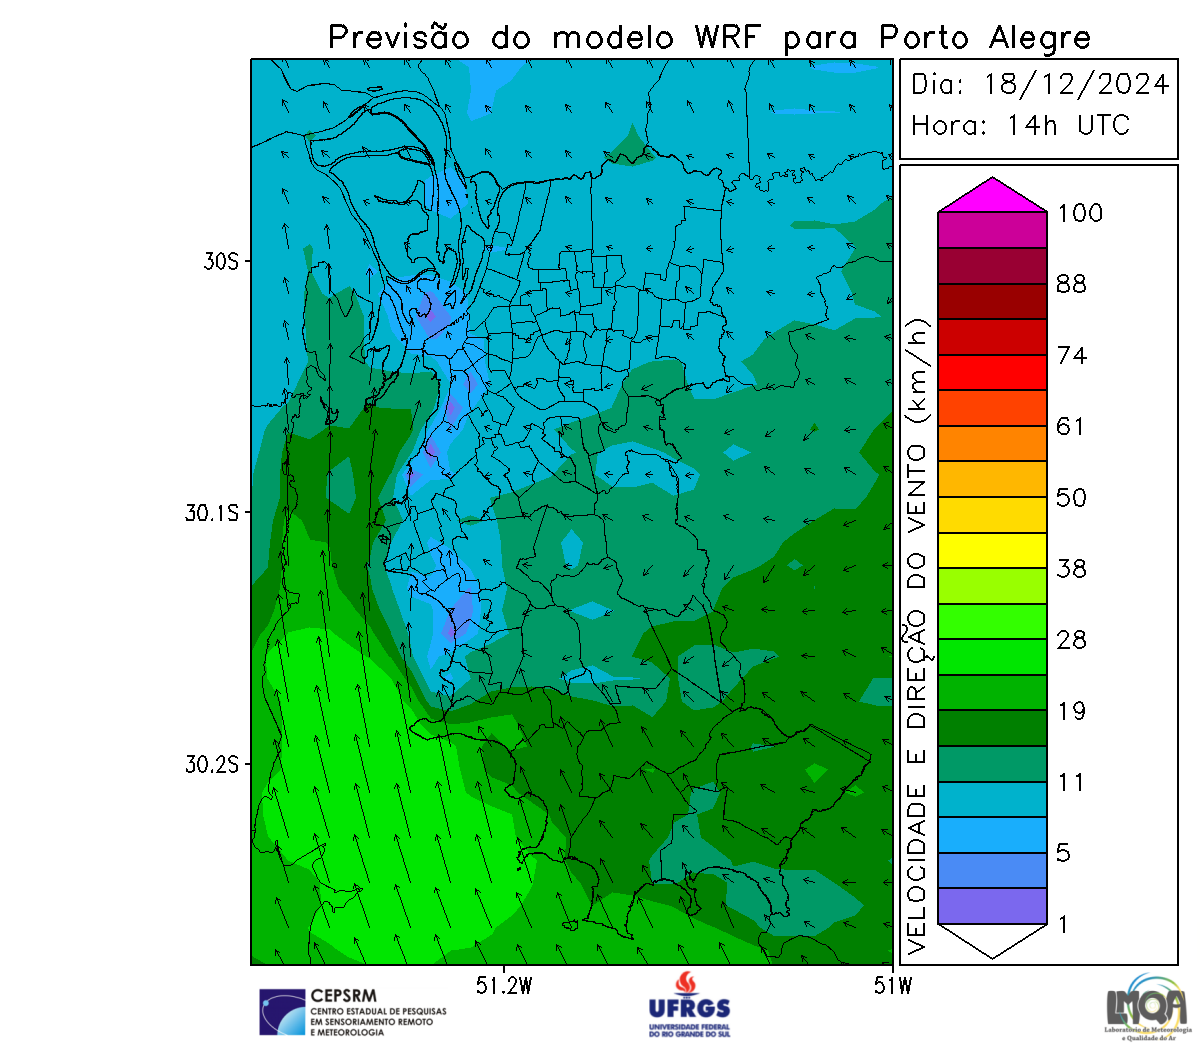 Previsão do modelo WRF para Porto Alegre
Dia: 18/12/2024
Hora: 14h UTC
30S
30.1S
30.2S
51.2W
51W
VELOCIDADE E DIREÇÃO DO VENTO (km/h)
100
88
74
61
50
38
28
19
11
5
1
CEPSRM
CENTRO ESTADUAL DE PESQUISAS
EM SENSORIAMENTO REMOTO
E METEOROLOGIA
UFRGS
UNIVERSIDADE FEDERAL
DO RIO GRANDE DO SUL
LMQA
Laboratório de Meteorologia
e Qualidade do Ar